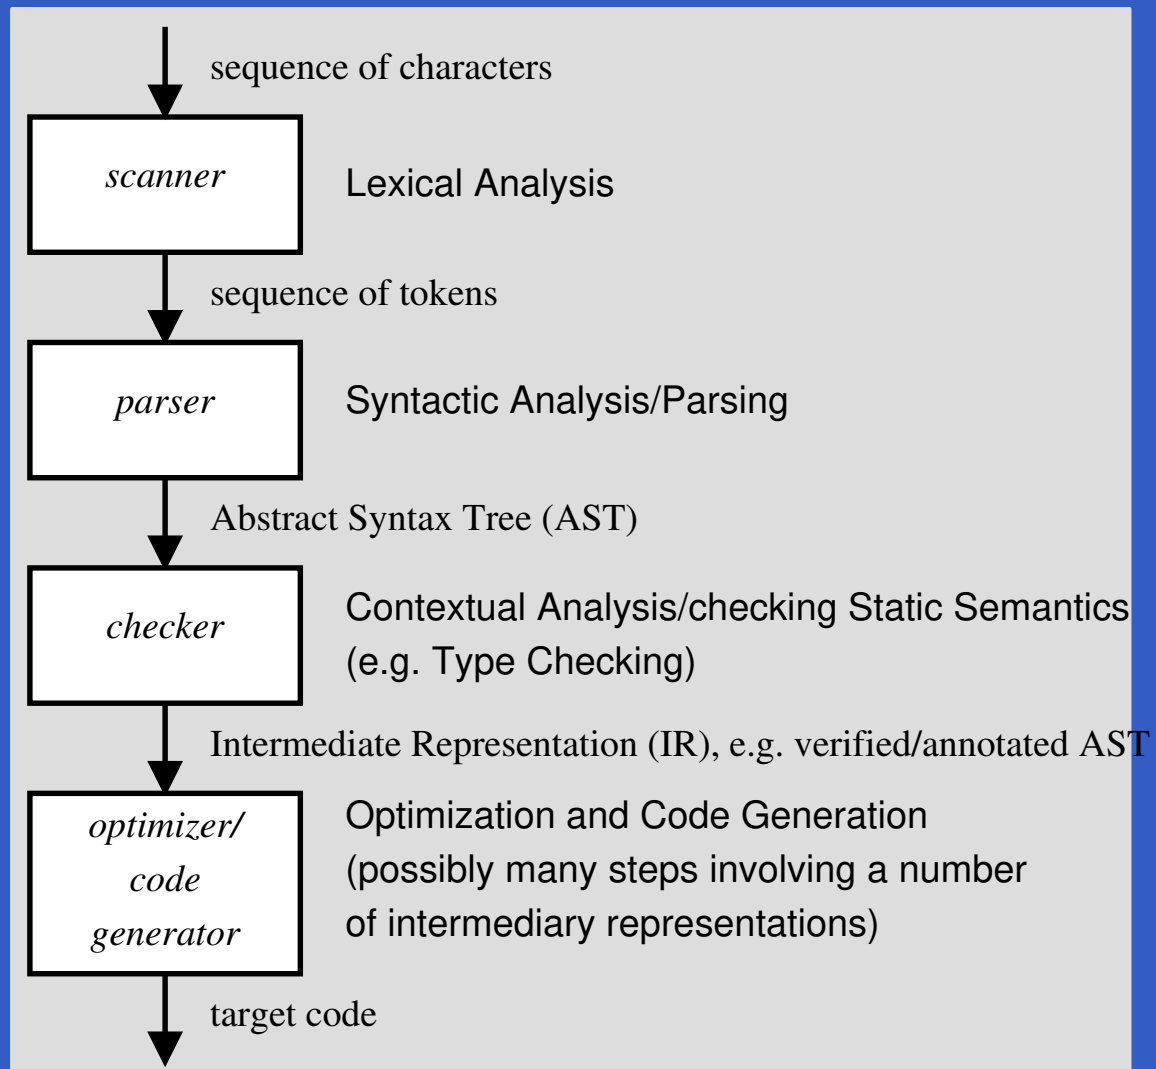 sequence of characters
scanner
Lexical Analysis
sequence of tokens
parser
Syntactic Analysis/Parsing
Abstract Syntax Tree (AST)
checker
Contextual Analysis/checking Static Semantics
(e.g. Type Checking)
Intermediate Representation (IR), e.g. verified/annotated AST
optimizer/
code
generator
Optimization and Code Generation
(possibly many steps involving a number
of intermediary representations)
target code